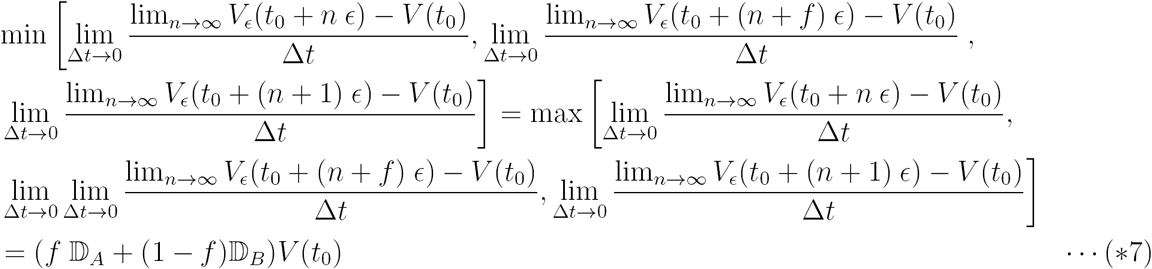 min [ lim_{Δt→0} (lim_{n→∞} V_ϵ(t_0 + n ϵ) − V(t_0))/Δt, lim_{Δt→0} (lim_{n→∞} V_ϵ(t_0 + (n + f) ϵ) − V(t_0))/Δt ,
lim_{Δt→0} (lim_{n→∞} V_ϵ(t_0 + (n + 1) ϵ) − V(t_0))/Δt ] = max [ lim_{Δt→0} (lim_{n→∞} V_ϵ(t_0 + n ϵ) − V(t_0))/Δt,
lim_{Δt→0} lim_{Δt→0} (lim_{n→∞} V_ϵ(t_0 + (n + f) ϵ) − V(t_0))/Δt, lim_{Δt→0} (lim_{n→∞} V_ϵ(t_0 + (n + 1) ϵ) − V(t_0))/Δt ]
= (f 𝔻_A + (1 − f)𝔻_B)V(t_0) ⋯ (∗7)